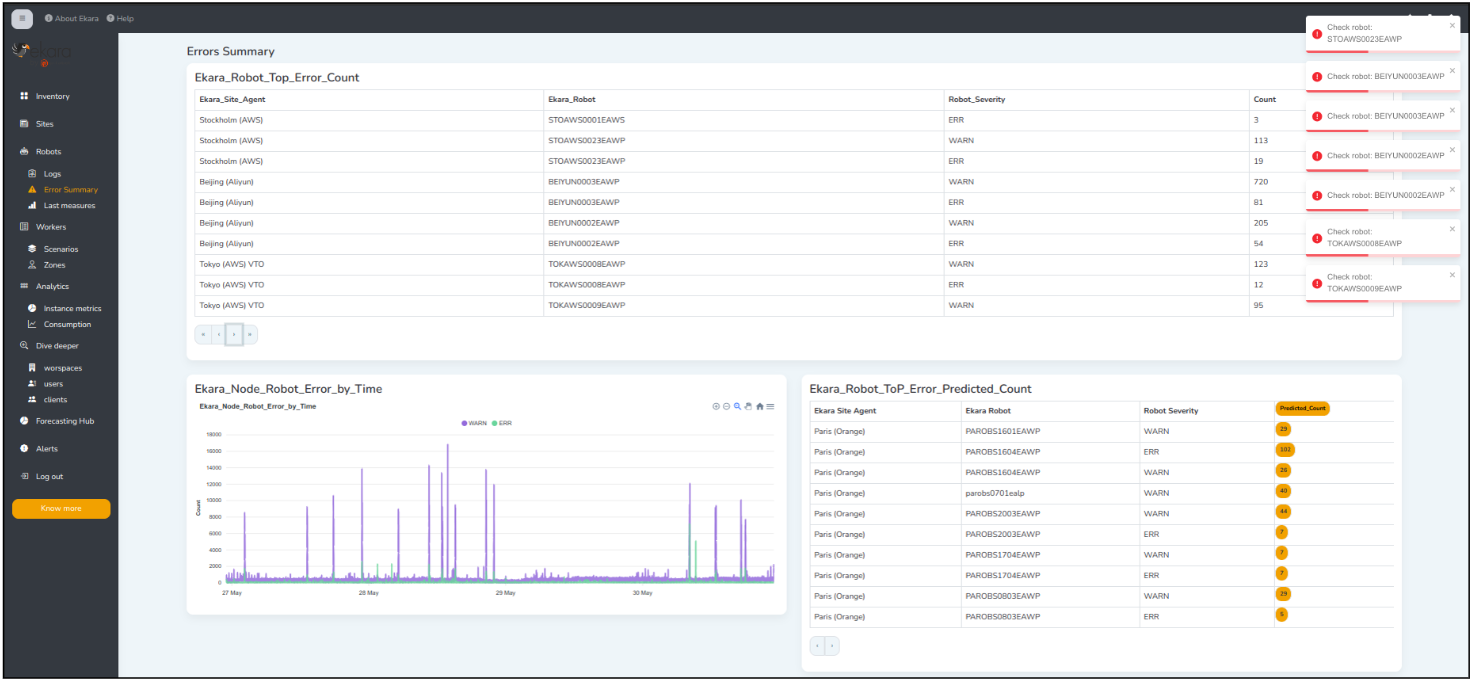 About Ekara Help
ekara
Inventory
Sites
Robots
Logs
Error Summary
Last measures
Workers
Scenarios
Zones
Analytics
Instance metrics
Consumption
Dive deeper
worspaces
users
clients
Forecasting Hub
Alerts
Log out
Know more
Errors Summary
Ekara_Robot_Top_Error_Count
Ekara_Site_Agent Ekara_Robot Robot_Severity Count
Stockholm (AWS) STOAWS0001EAWS ERR 3
Stockholm (AWS) STOAWS0023EAWP WARN 113
Stockholm (AWS) STOAWS0023EAWP ERR 19
Beijing (Aliyun) BEIYUN0003EAWP WARN 720
Beijing (Aliyun) BEIYUN0003EAWP ERR 81
Beijing (Aliyun) BEIYUN0002EAWP WARN 205
Beijing (Aliyun) BEIYUN0002EAWP ERR 54
Tokyo (AWS) VTO TOKAWS0008EAWP WARN 123
Tokyo (AWS) VTO TOKAWS0008EAWP ERR 12
Tokyo (AWS) VTO TOKAWS0009EAWP WARN 95
« ‹ › »
Check robot:
STOAWS0023EAWP
Check robot: BEIYUN0003EAWP
Check robot: BEIYUN0003EAWP
Check robot: BEIYUN0002EAWP
Check robot: BEIYUN0002EAWP
Check robot:
TOKAWS0008EAWP
Check robot:
TOKAWS0009EAWP
Ekara_Node_Robot_Error_by_Time
Ekara_Node_Robot_Error_by_Time
WARN ERR
Count
18000
16000
14000
12000
10000
8000
6000
4000
2000
0
27 May 28 May 29 May 30 May
Ekara_Robot_ToP_Error_Predicted_Count
Ekara Site Agent Ekara Robot Robot Severity Predicted_Count
Paris (Orange) PAROBS1601EAWP WARN 29
Paris (Orange) PAROBS1604EAWP ERR 102
Paris (Orange) PAROBS1604EAWP WARN 26
Paris (Orange) parobs0701ealp WARN 40
Paris (Orange) PAROBS2003EAWP WARN 44
Paris (Orange) PAROBS2003EAWP ERR 7
Paris (Orange) PAROBS1704EAWP WARN 7
Paris (Orange) PAROBS1704EAWP ERR 7
Paris (Orange) PAROBS0803EAWP WARN 29
Paris (Orange) PAROBS0803EAWP ERR 5
‹ ›